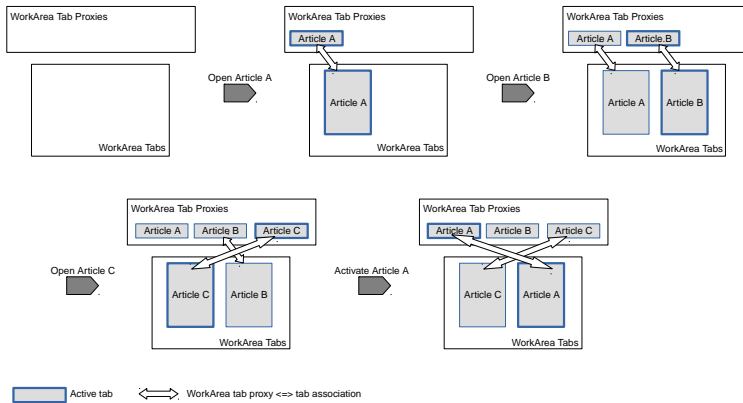 WorkArea Tab Proxies
WorkArea Tabs
Open Article A
WorkArea Tab Proxies
Article A
Article A
WorkArea Tabs
Open Article B
WorkArea Tab Proxies
Article A
Article B
Article A
Article B
WorkArea Tabs
Open Article C
WorkArea Tab Proxies
Article A
Article B
Article C
Article C
Article B
WorkArea Tabs
Activate Article A
WorkArea Tab Proxies
Article A
Article B
Article C
Article C
Article A
WorkArea Tabs
Active tab
WorkArea tab proxy <=> tab association